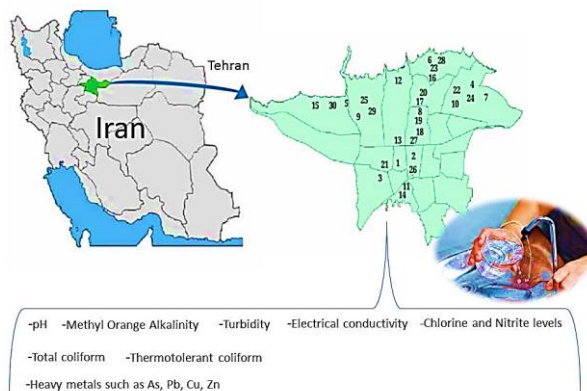 Tehran
Iran
6 28
23
12 16
4
20 22
15 30 5 25 17 10 24 7
9 29 8
19
18
13 27
21 1 2
3 26
11
14
-pH -Methyl Orange Alkalinity -Turbidity -Electrical conductivity -Chlorine and Nitrite levels
-Total coliform -Thermotolerant coliform
-Heavy metals such as As, Pb, Cu, Zn